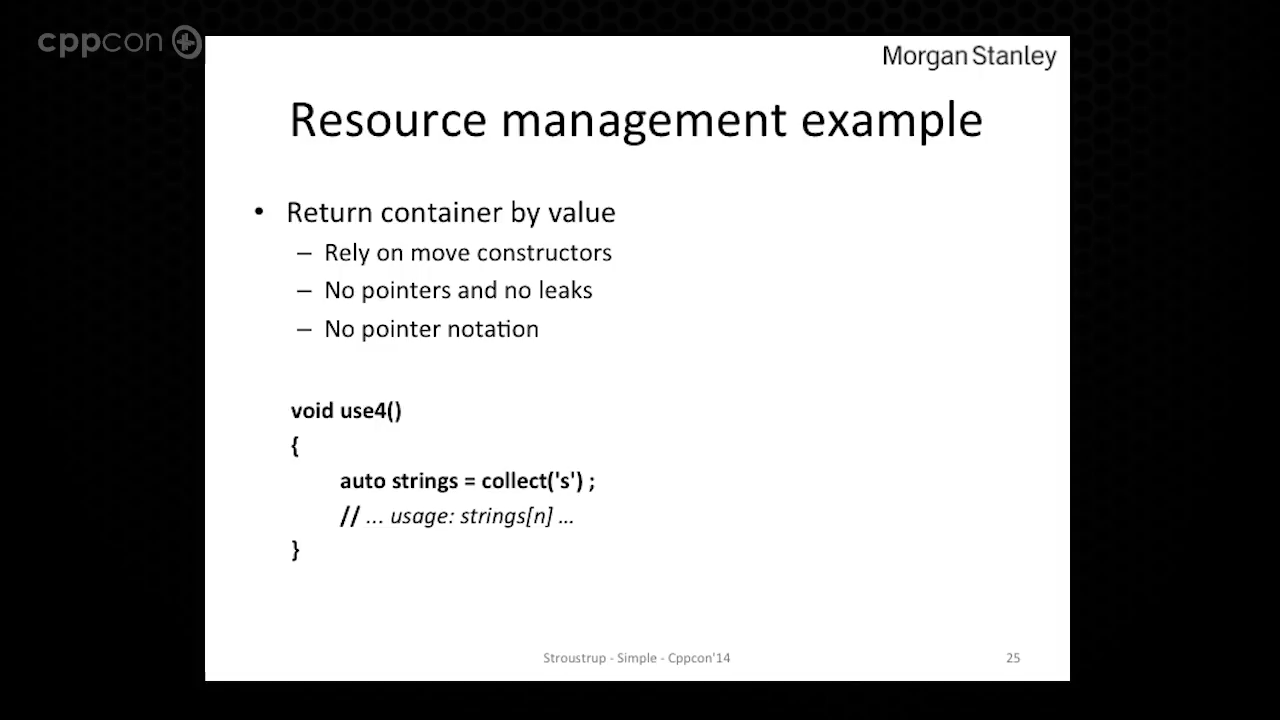 cppcon
Morgan Stanley
Resource management example
• Return container by value
– Rely on move constructors
– No pointers and no leaks
– No pointer notation
void use4()
{
auto strings = collect('s') ;
// ... usage: strings[n] ...
}
Stroustrup - Simple - Cppcon'14
25